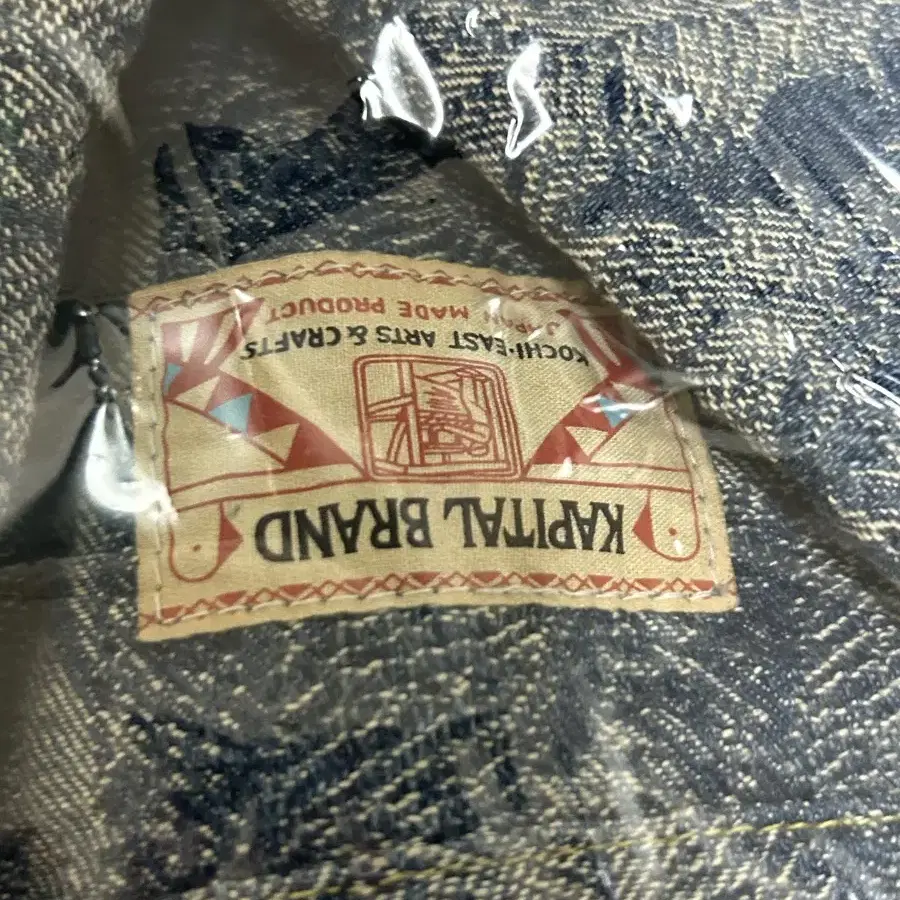 KAPITAL BRAND
KOCHI·EAST ARTS & CRAFTS
JAPAN MADE PRODUCT